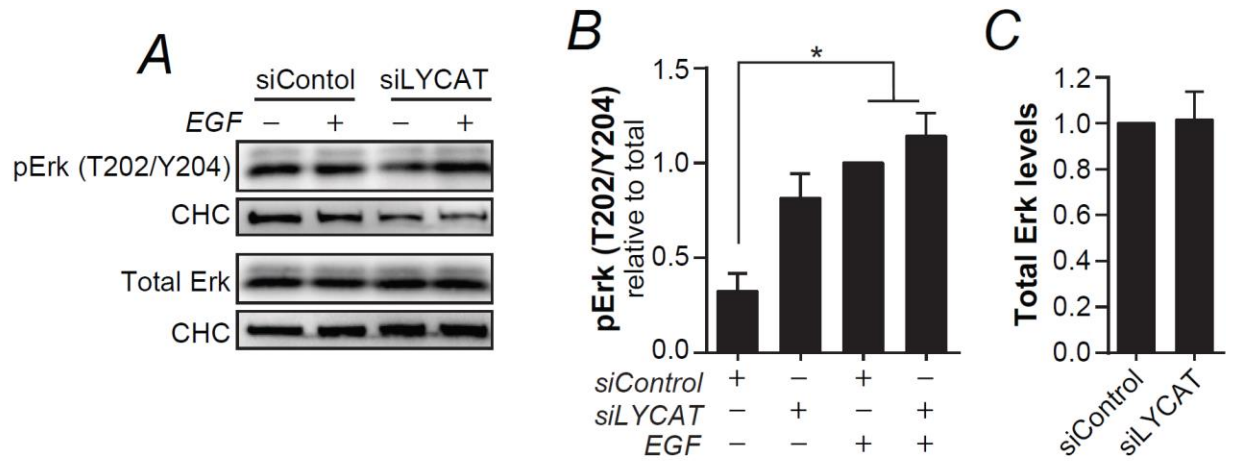 A
siContol siLYCAT
EGF − + − +
pErk (T202/Y204)
CHC
Total Erk
CHC
B
*
pErk (T202/Y204)
relative to total
1.5
1.0
0.5
0.0
siControl + − + −
siLYCAT − + − +
EGF − − + +
C
Total Erk levels
1.2
1.0
0.8
0.6
0.4
0.2
0.0
siControl
siLYCAT